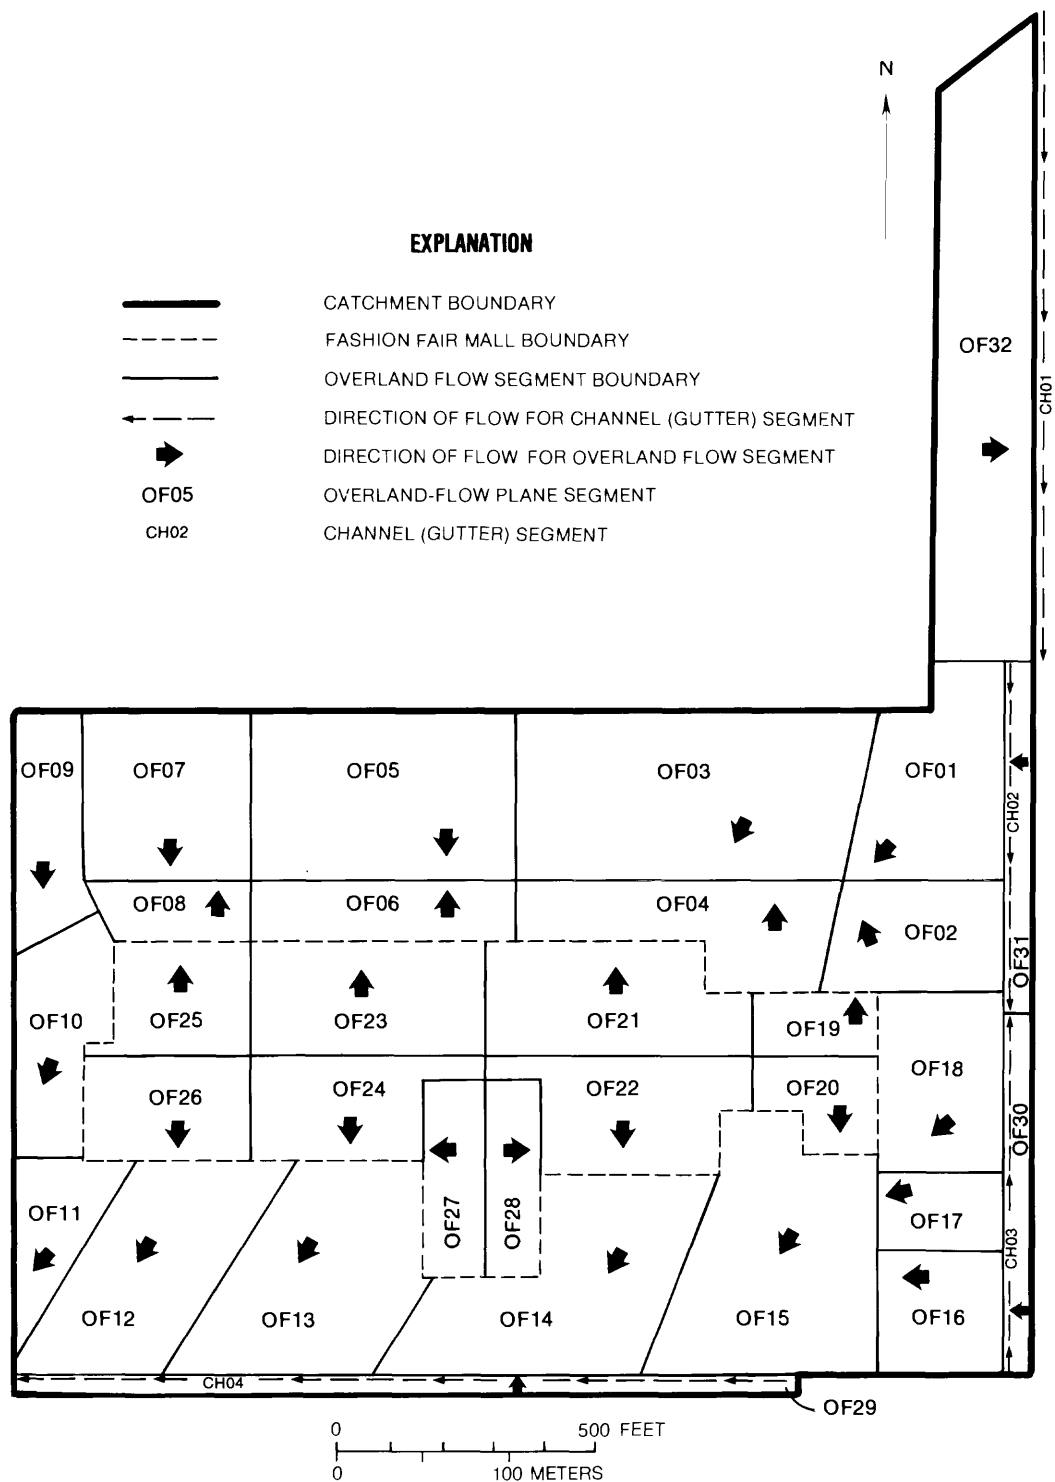 N
EXPLANATION
CATCHMENT BOUNDARY
FASHION FAIR MALL BOUNDARY
OVERLAND FLOW SEGMENT BOUNDARY
DIRECTION OF FLOW FOR CHANNEL (GUTTER) SEGMENT
DIRECTION OF FLOW FOR OVERLAND FLOW SEGMENT
OF05 OVERLAND-FLOW PLANE SEGMENT
CH02 CHANNEL (GUTTER) SEGMENT
OF32
CH01
OF09 OF07 OF05 OF03 OF01
CH02
OF08 OF06 OF04 OF02
OF31
OF10 OF25 OF23 OF21 OF19
OF18
OF26 OF24 OF22 OF20
OF30
OF11 OF27 OF28 OF17
CH03
OF12 OF13 OF14 OF15 OF16
CH04
OF29
0 500 FEET
0 100 METERS